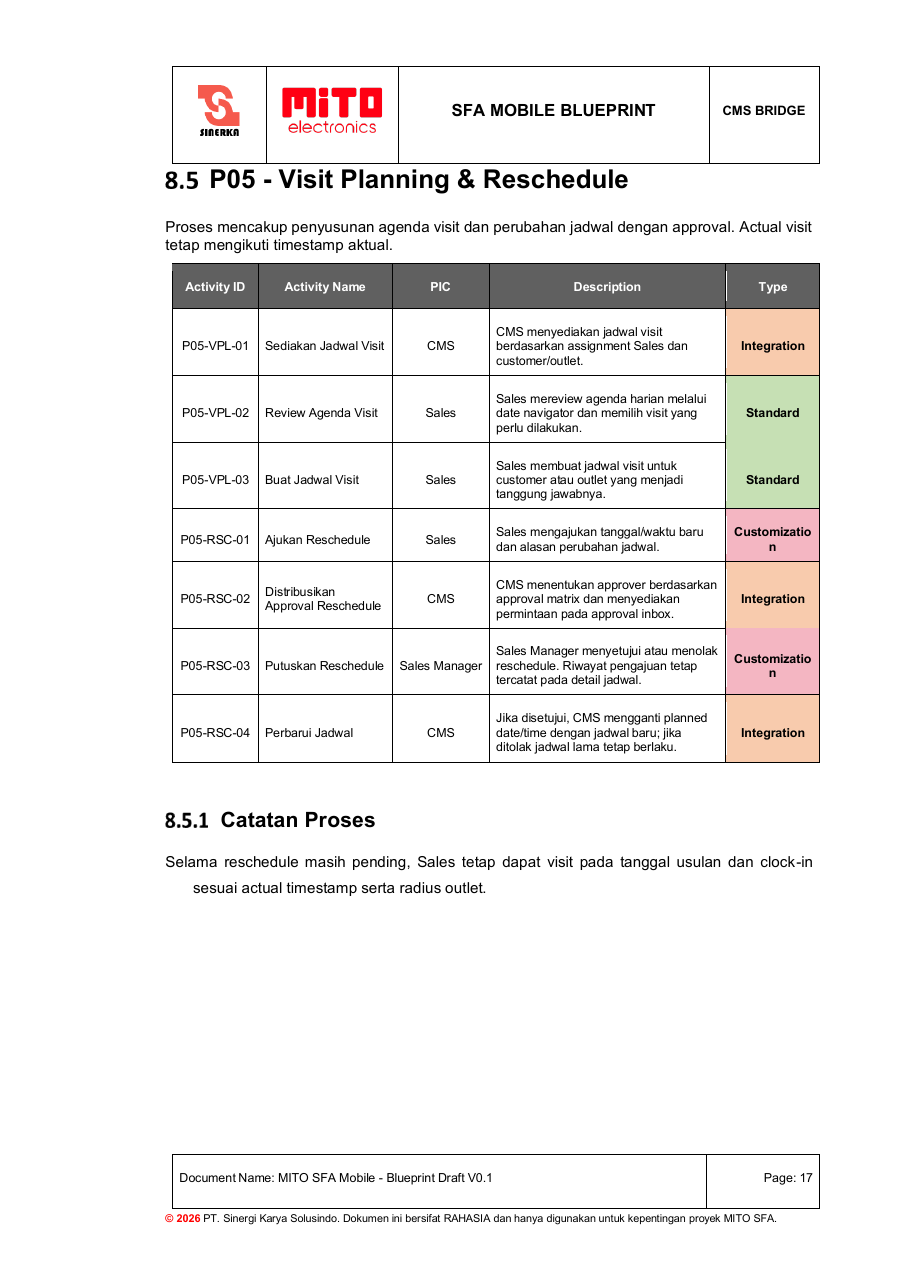 SINERKA
MiTO
electronics
SFA MOBILE BLUEPRINT
CMS BRIDGE
8.5 P05 - Visit Planning & Reschedule
Proses mencakup penyusunan agenda visit dan perubahan jadwal dengan approval. Actual visit
tetap mengikuti timestamp aktual.
Activity ID
Activity Name
PIC
Description
Type
P05-VPL-01
Sediakan Jadwal Visit
CMS
CMS menyediakan jadwal visit
berdasarkan assignment Sales dan
customer/outlet.
Integration
P05-VPL-02
Review Agenda Visit
Sales
Sales mereview agenda harian melalui
date navigator dan memilih visit yang
perlu dilakukan.
Standard
P05-VPL-03
Buat Jadwal Visit
Sales
Sales membuat jadwal visit untuk
customer atau outlet yang menjadi
tanggung jawabnya.
Standard
P05-RSC-01
Ajukan Reschedule
Sales
Sales mengajukan tanggal/waktu baru
dan alasan perubahan jadwal.
Customizatio
n
P05-RSC-02
Distribusikan
Approval Reschedule
CMS
CMS menentukan approver berdasarkan
approval matrix dan menyediakan
permintaan pada approval inbox.
Integration
P05-RSC-03
Putuskan Reschedule
Sales Manager
Sales Manager menyetujui atau menolak
reschedule. Riwayat pengajuan tetap
tercatat pada detail jadwal.
Customizatio
n
P05-RSC-04
Perbarui Jadwal
CMS
Jika disetujui, CMS mengganti planned
date/time dengan jadwal baru; jika
ditolak jadwal lama tetap berlaku.
Integration
8.5.1 Catatan Proses
Selama reschedule masih pending, Sales tetap dapat visit pada tanggal usulan dan clock-in
sesuai actual timestamp serta radius outlet.
Document Name: MITO SFA Mobile - Blueprint Draft V0.1
Page: 17
© 2026 PT. Sinergi Karya Solusindo. Dokumen ini bersifat RAHASIA dan hanya digunakan untuk kepentingan proyek MITO SFA.